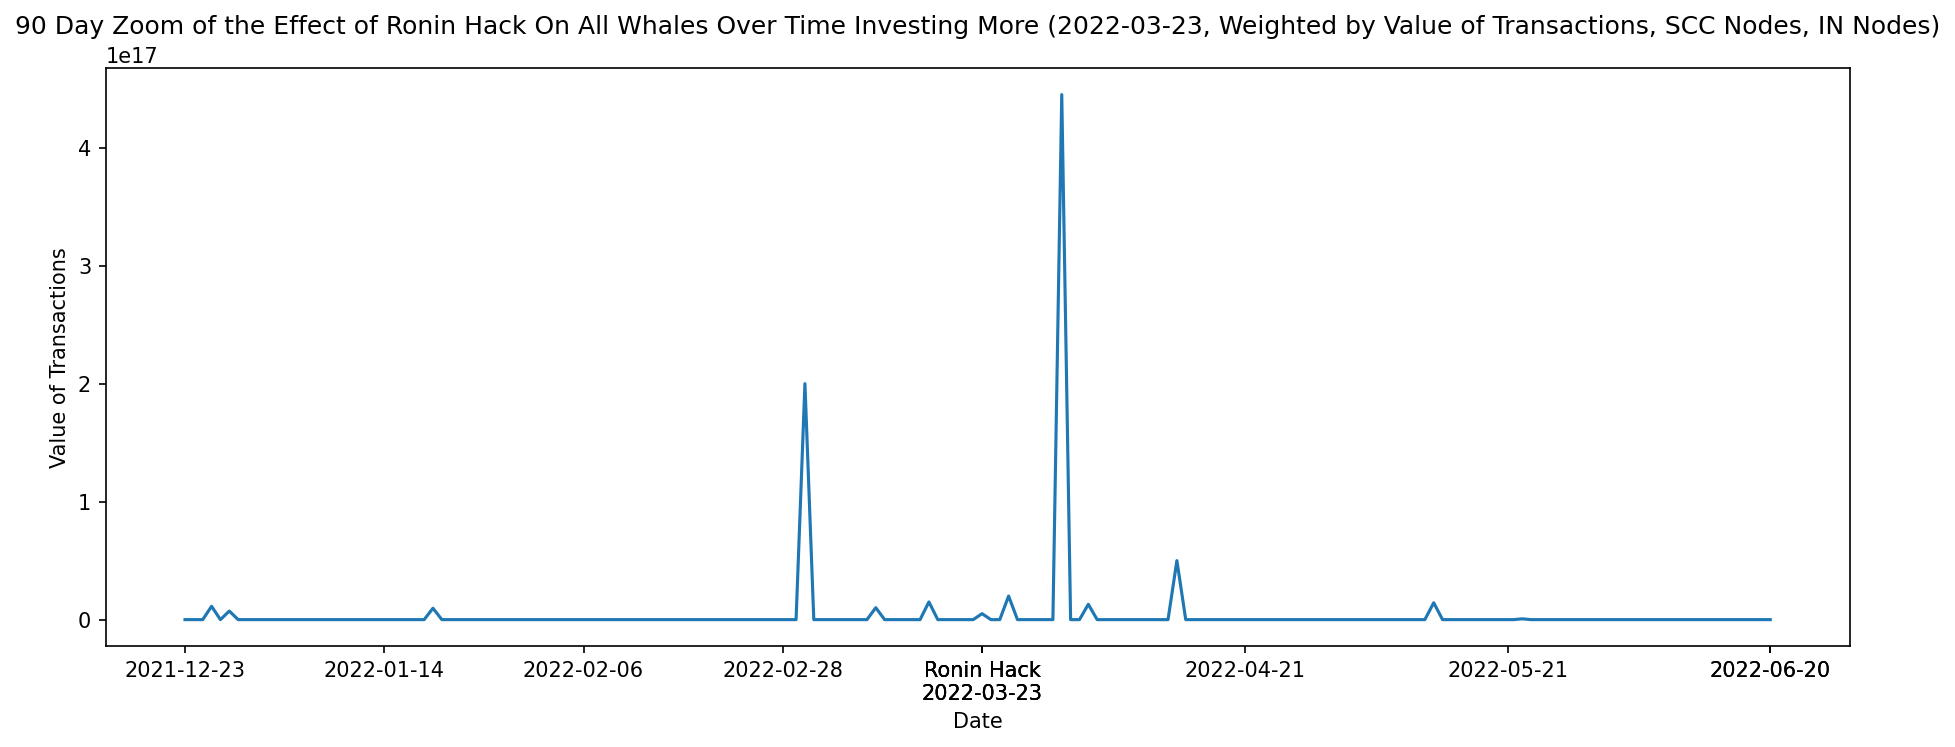 90 Day Zoom of the Effect of Ronin Hack On All Whales Over Time Investing More (2022-03-23, Weighted by Value of Transactions, SCC Nodes, IN Nodes)
1e17
4
3
2
1
0
Value of Transactions
2021-12-23 2022-01-14 2022-02-06 2022-02-28 Ronin Hack 2022-04-21 2022-05-21 2022-06-20
2022-03-23
Date